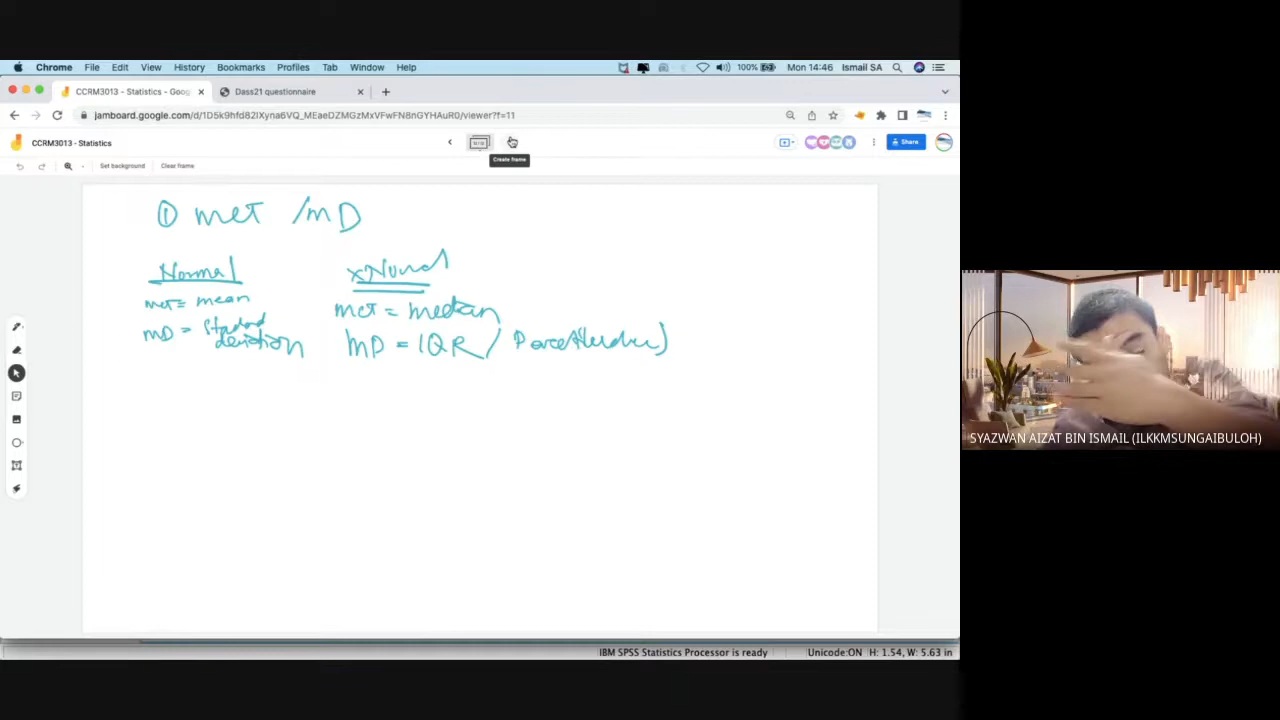 Chrome File Edit View History Bookmarks Profiles Tab Window Help 100% Mon 14:46 Ismail SA
CCRM3013 - Statistics - Goog × Dass21 questionnaire × +
jamboard.google.com/d/1D5k9hfd82IXyna6VQ_MEaeDZMGzMxVFwFN8nGYHAuR0/viewer?f=11
CCRM3013 - Statistics
Share
Create frame
Set background Clear frame
① mct /mD
Normal
xNormal
mct = mean
mct = median
mD = Standard
deviation
mD = IQR /
SYAZWAN AIZAT BIN ISMAIL (ILKKMSUNGAIBULOH)
IBM SPSS Statistics Processor is ready Unicode:ON H: 1.54, W: 5.63 in